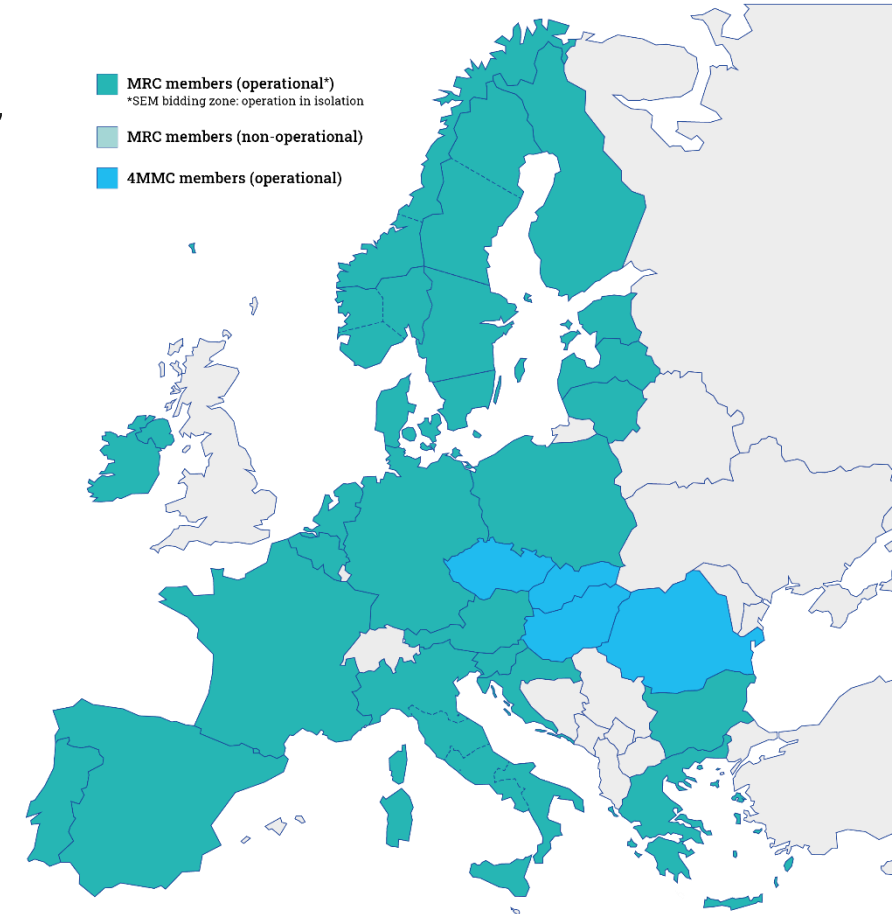 MRC members (operational*)
*SEM bidding zone: operation in isolation
MRC members (non-operational)
4MMC members (operational)